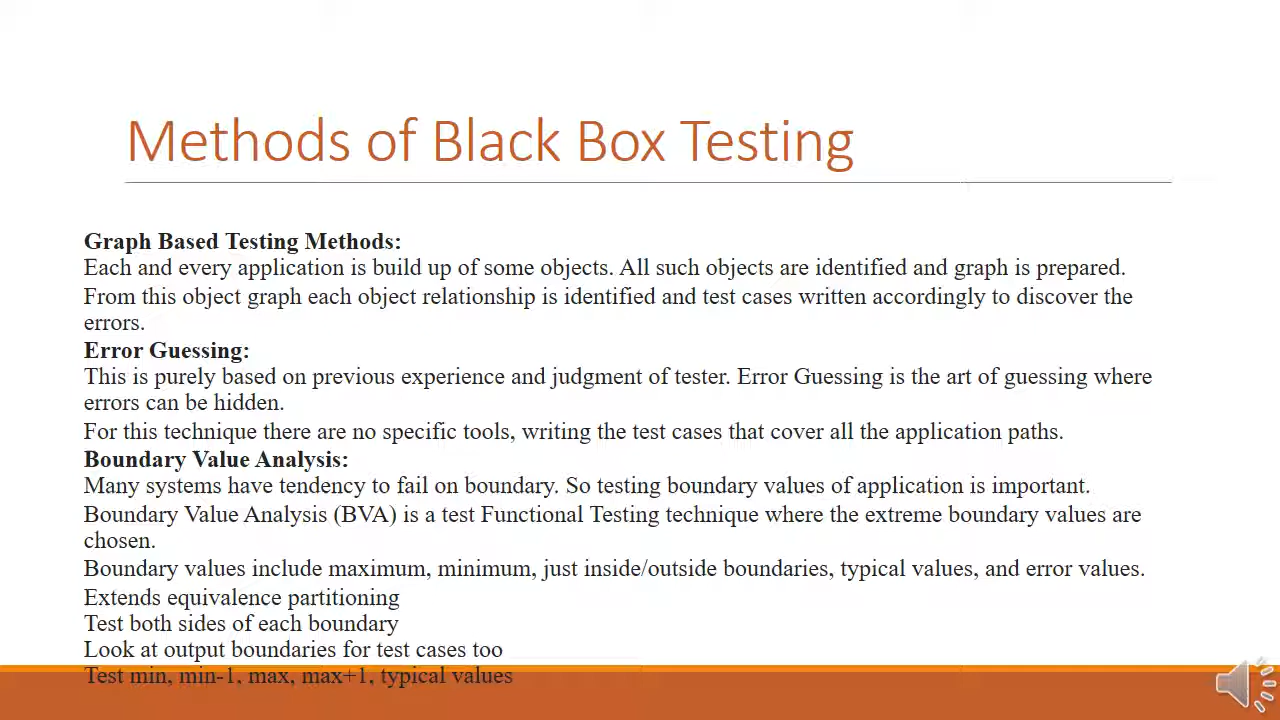 Methods of Black Box Testing
Graph Based Testing Methods:
Each and every application is build up of some objects. All such objects are identified and graph is prepared.
From this object graph each object relationship is identified and test cases written accordingly to discover the
errors.
Error Guessing:
This is purely based on previous experience and judgment of tester. Error Guessing is the art of guessing where
errors can be hidden.
For this technique there are no specific tools, writing the test cases that cover all the application paths.
Boundary Value Analysis:
Many systems have tendency to fail on boundary. So testing boundary values of application is important.
Boundary Value Analysis (BVA) is a test Functional Testing technique where the extreme boundary values are
chosen.
Boundary values include maximum, minimum, just inside/outside boundaries, typical values, and error values.
Extends equivalence partitioning
Test both sides of each boundary
Look at output boundaries for test cases too
Test min, min-1, max, max+1, typical values